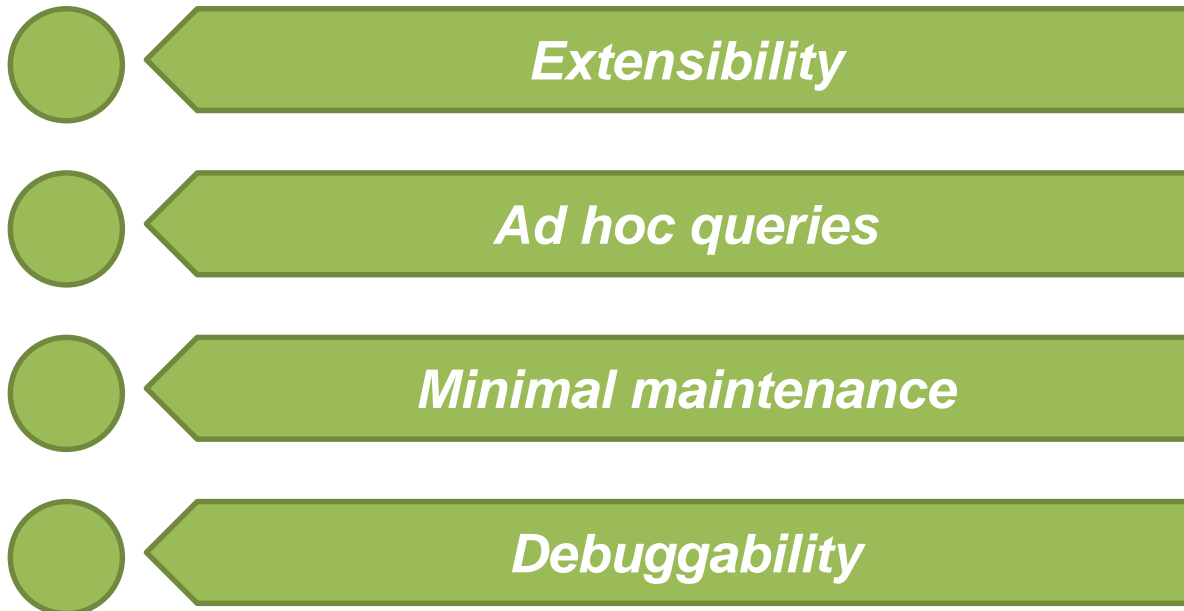 Extensibility
Ad hoc queries
Minimal maintenance
Debuggability